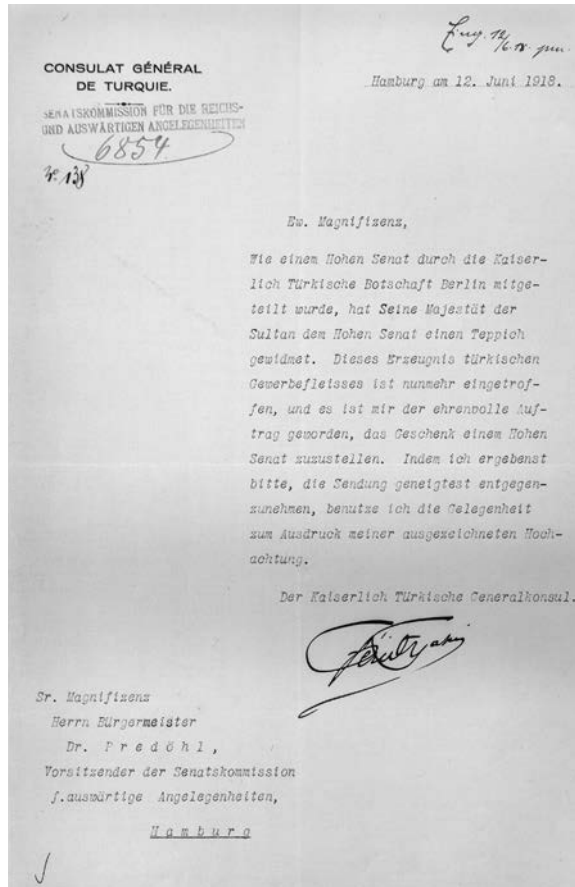 Eing. 12/6.18.
CONSULAT GÉNÉRAL
DE TURQUIE.
Hamburg am 12. Juni 1918.
SENATSKOMMISSION FÜR DIE REICHS-
UND AUSWÄRTIGEN ANGELEGENHEITEN
6854
No 138
Ew. Magnifizenz,
Wie einem Hohen Senat durch die Kaiser-
lich Türkische Botschaft Berlin mitge-
teilt wurde, hat Seine Majestät der
Sultan dem Hohen Senat einen Teppich
gewidmet. Dieses Erzeugnis türkischen
Gewerbefleisses ist nunmehr eingetrof-
fen, und es ist mir der ehrenvolle Auf-
trag geworden, das Geschenk einem Hohen
Senat zuzustellen. Indem ich ergebenst
bitte, die Sendung geneigtest entgegen-
zunehmen, benutze ich die Gelegenheit
zum Ausdruck meiner ausgezeichneten Hoch-
achtung.
Der Kaiserlich Türkische Generalkonsul.
Sr. Magnifizenz
Herrn Bürgermeister
Dr. Predöhl,
Vorsitzender der Senatskommission
f.auswärtige Angelegenheiten,
Hamburg